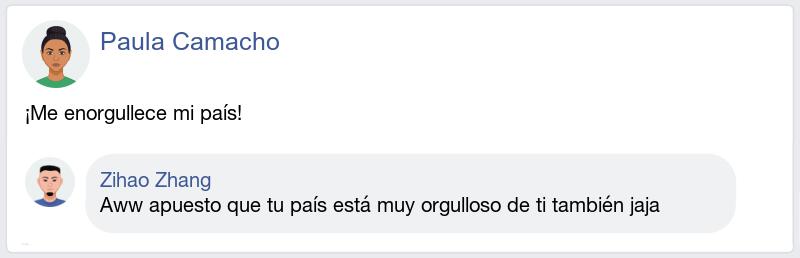 Paula Camacho
¡Me enorgullece mi país!
Zihao Zhang
Aww apuesto que tu país está muy orgulloso de ti también jaja